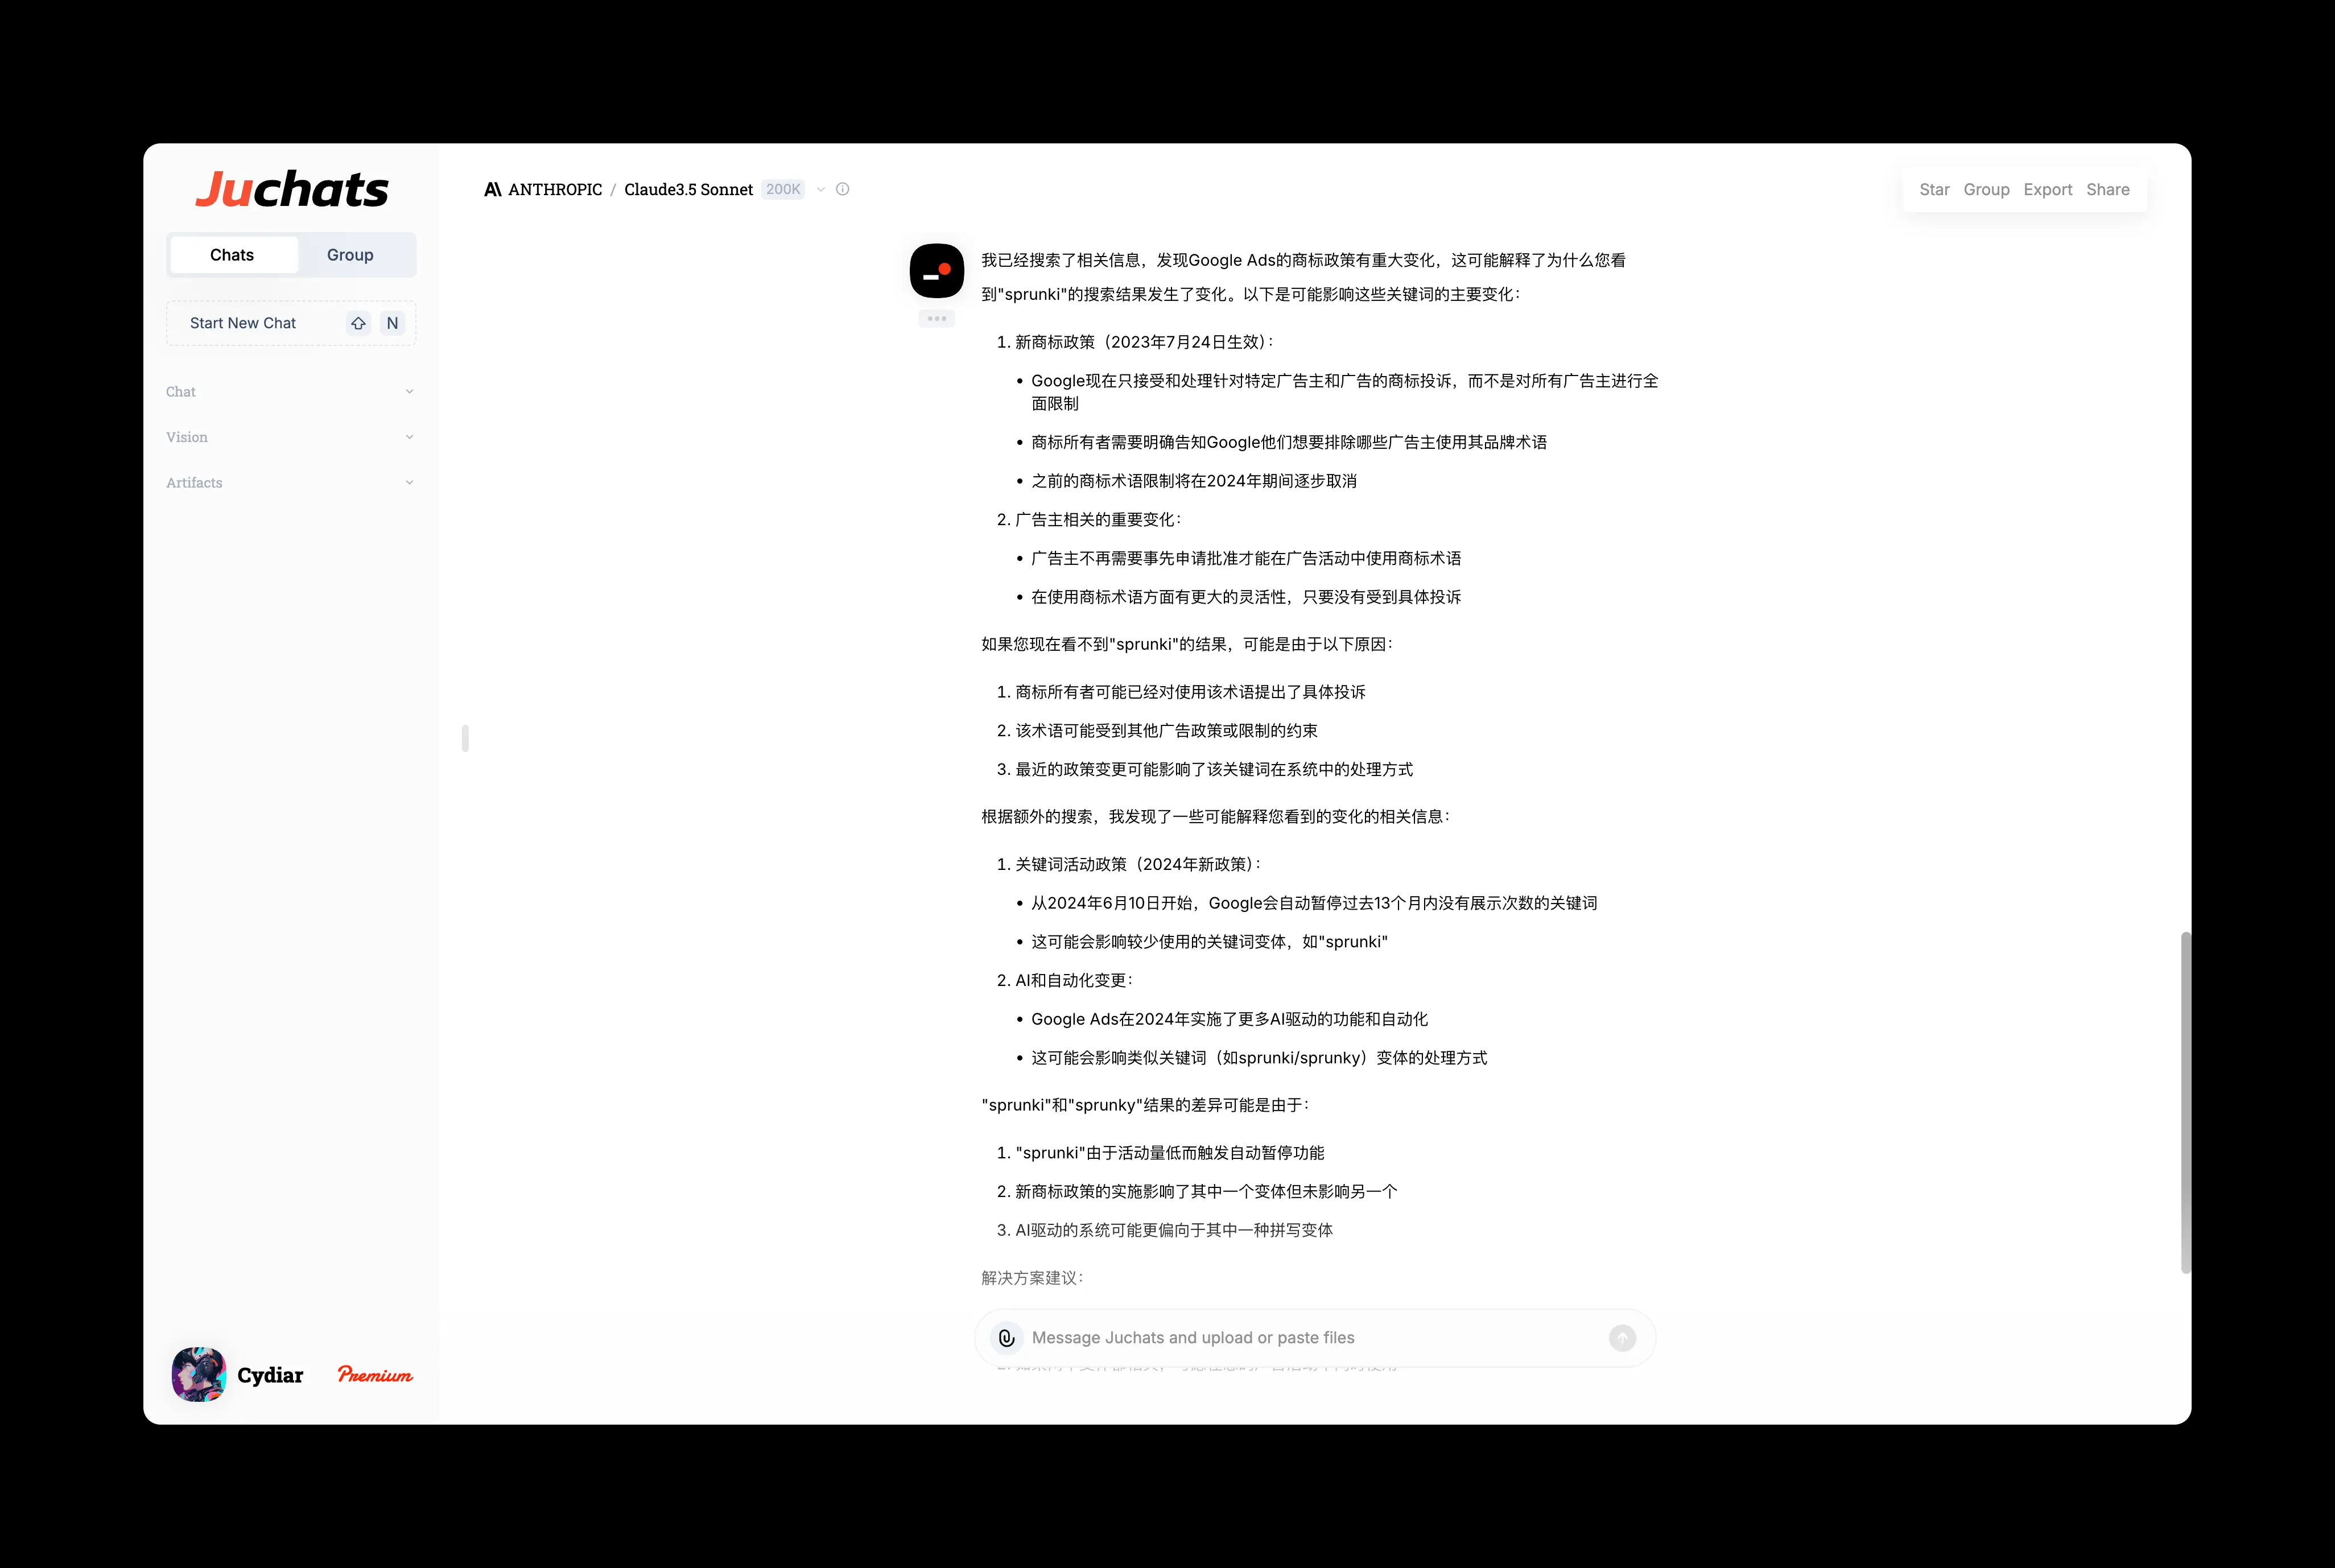 Juchats
Chats
Group
Start New Chat
N
Chat
Vision
Artifacts
Cydiar
Premium
ANTHROPIC / Claude3.5 Sonnet 200K
Star Group Export Share
我已经搜索了相关信息，发现Google Ads的商标政策有重大变化，这可能解释了为什么您看
到"sprunki"的搜索结果发生了变化。以下是可能影响这些关键词的主要变化：
1. 新商标政策（2023年7月24日生效）：
• Google现在只接受和处理针对特定广告主和广告的商标投诉，而不是对所有广告主进行全
面限制
• 商标所有者需要明确告知Google他们想要排除哪些广告主使用其品牌术语
• 之前的商标术语限制将在2024年期间逐步取消
2. 广告主相关的重要变化：
• 广告主不再需要事先申请批准才能在广告活动中使用商标术语
• 在使用商标术语方面有更大的灵活性，只要没有受到具体投诉
如果您现在看不到"sprunki"的结果，可能是由于以下原因：
1. 商标所有者可能已经对使用该术语提出了具体投诉
2. 该术语可能受到其他广告政策或限制的约束
3. 最近的政策变更可能影响了该关键词在系统中的处理方式
根据额外的搜索，我发现了一些可能解释您看到的变化的相关信息：
1. 关键词活动政策（2024年新政策）：
• 从2024年6月10日开始，Google会自动暂停过去13个月内没有展示次数的关键词
• 这可能会影响较少使用的关键词变体，如"sprunki"
2. AI和自动化变更：
• Google Ads在2024年实施了更多AI驱动的功能和自动化
• 这可能会影响类似关键词（如sprunki/sprunky）变体的处理方式
"sprunki"和"sprunky"结果的差异可能是由于：
1. "sprunki"由于活动量低而触发自动暂停功能
2. 新商标政策的实施影响了其中一个变体但未影响另一个
3. AI驱动的系统可能更偏向于其中一种拼写变体
解决方案建议：
Message Juchats and upload or paste files